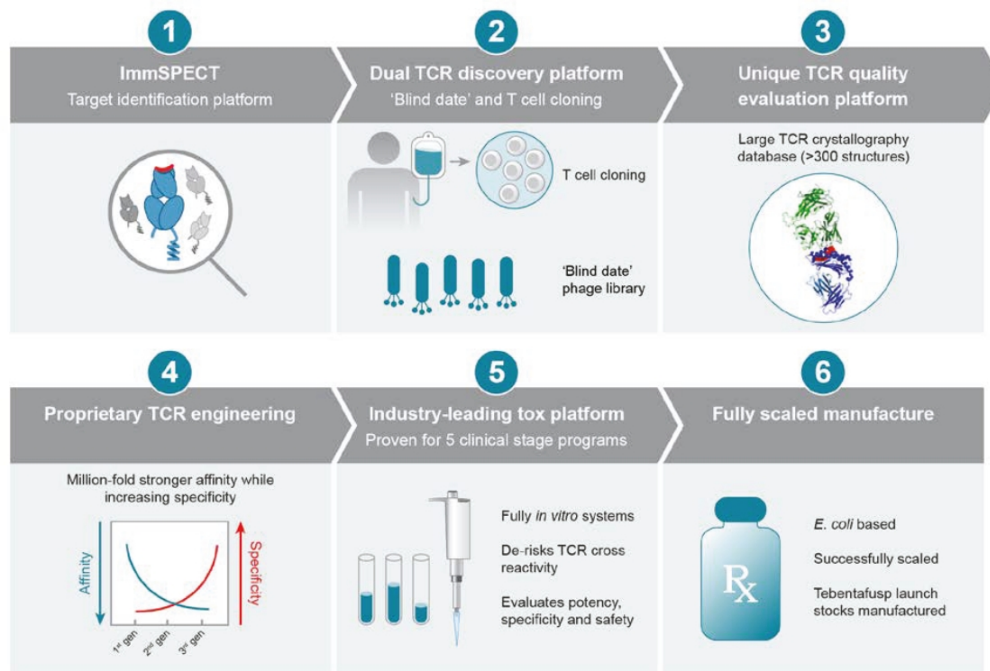 1
ImmSPECT
Target identification platform
2
Dual TCR discovery platform
'Blind date' and T cell cloning
T cell cloning
'Blind date'
phage library
3
Unique TCR quality
evaluation platform
Large TCR crystallography
database (>300 structures)
4
Proprietary TCR engineering
Million-fold stronger affinity while
increasing specificity
Affinity
Specificity
1st gen
2nd gen
3rd gen
5
Industry-leading tox platform
Proven for 5 clinical stage programs
Fully in vitro systems
De-risks TCR cross
reactivity
Evaluates potency,
specificity and safety
6
Fully scaled manufacture
Rx
E. coli based
Successfully scaled
Tebentafusp launch
stocks manufactured